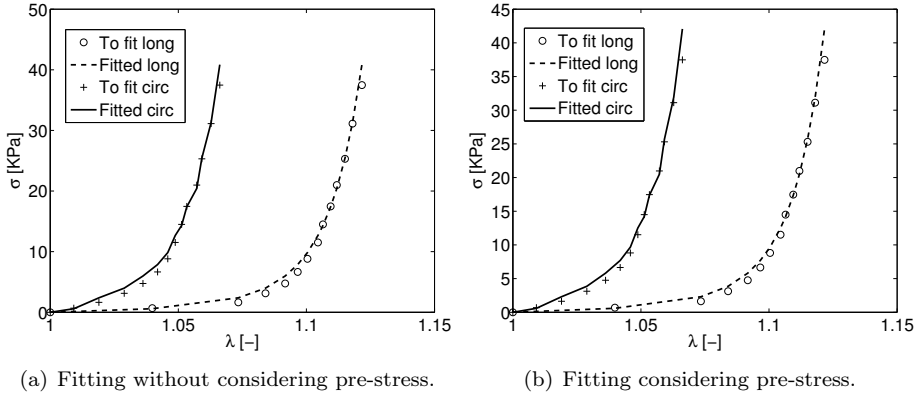 50
40
30
20
10
0
1
1.05
1.1
1.15
σ [KPa]
λ [−]
To fit long
Fitted long
To fit circ
Fitted circ
(a) Fitting without considering pre-stress.
45
40
35
30
25
20
15
10
5
0
1
1.05
1.1
1.15
σ [KPa]
λ [−]
To fit long
Fitted long
To fit circ
Fitted circ
(b) Fitting considering pre-stress.